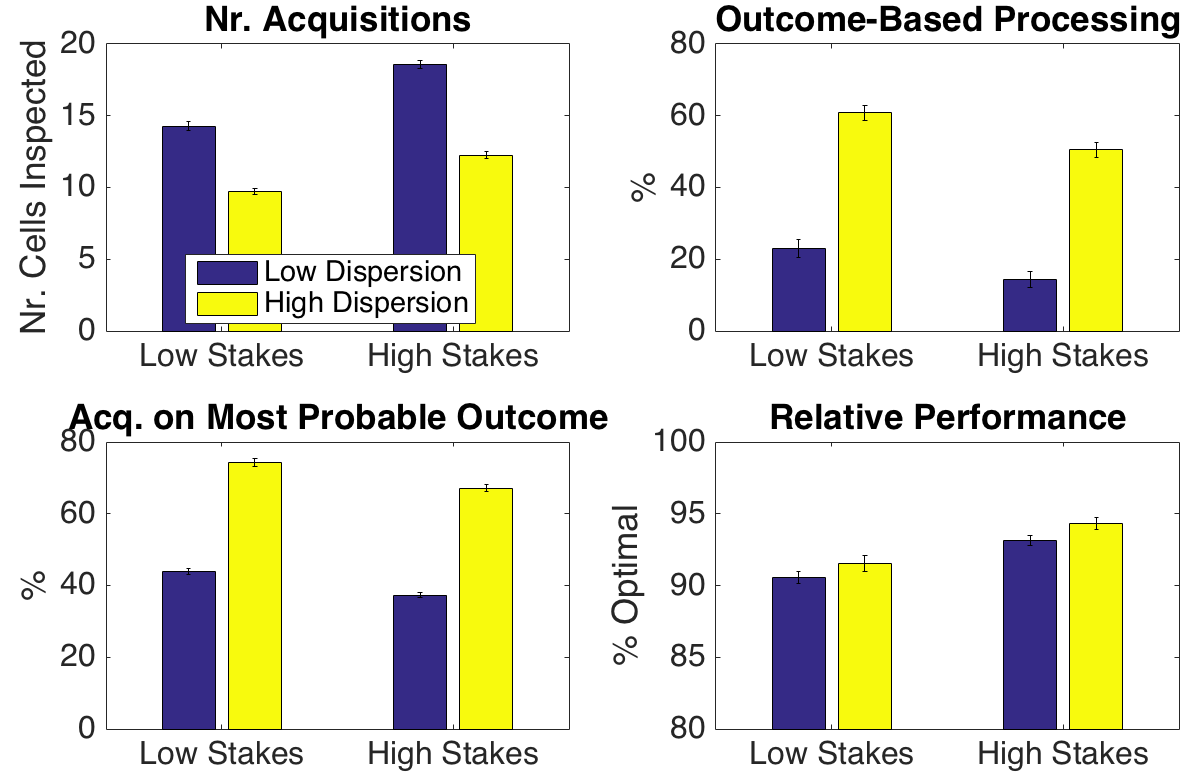 Nr. Acquisitions
Nr. Cells Inspected
20
15
10
5
0
Low Dispersion
High Dispersion
Low Stakes
High Stakes
Outcome-Based Processing
%
80
60
40
20
0
Low Stakes
High Stakes
Acq. on Most Probable Outcome
%
80
60
40
20
0
Low Stakes
High Stakes
Relative Performance
% Optimal
100
95
90
85
80
Low Stakes
High Stakes